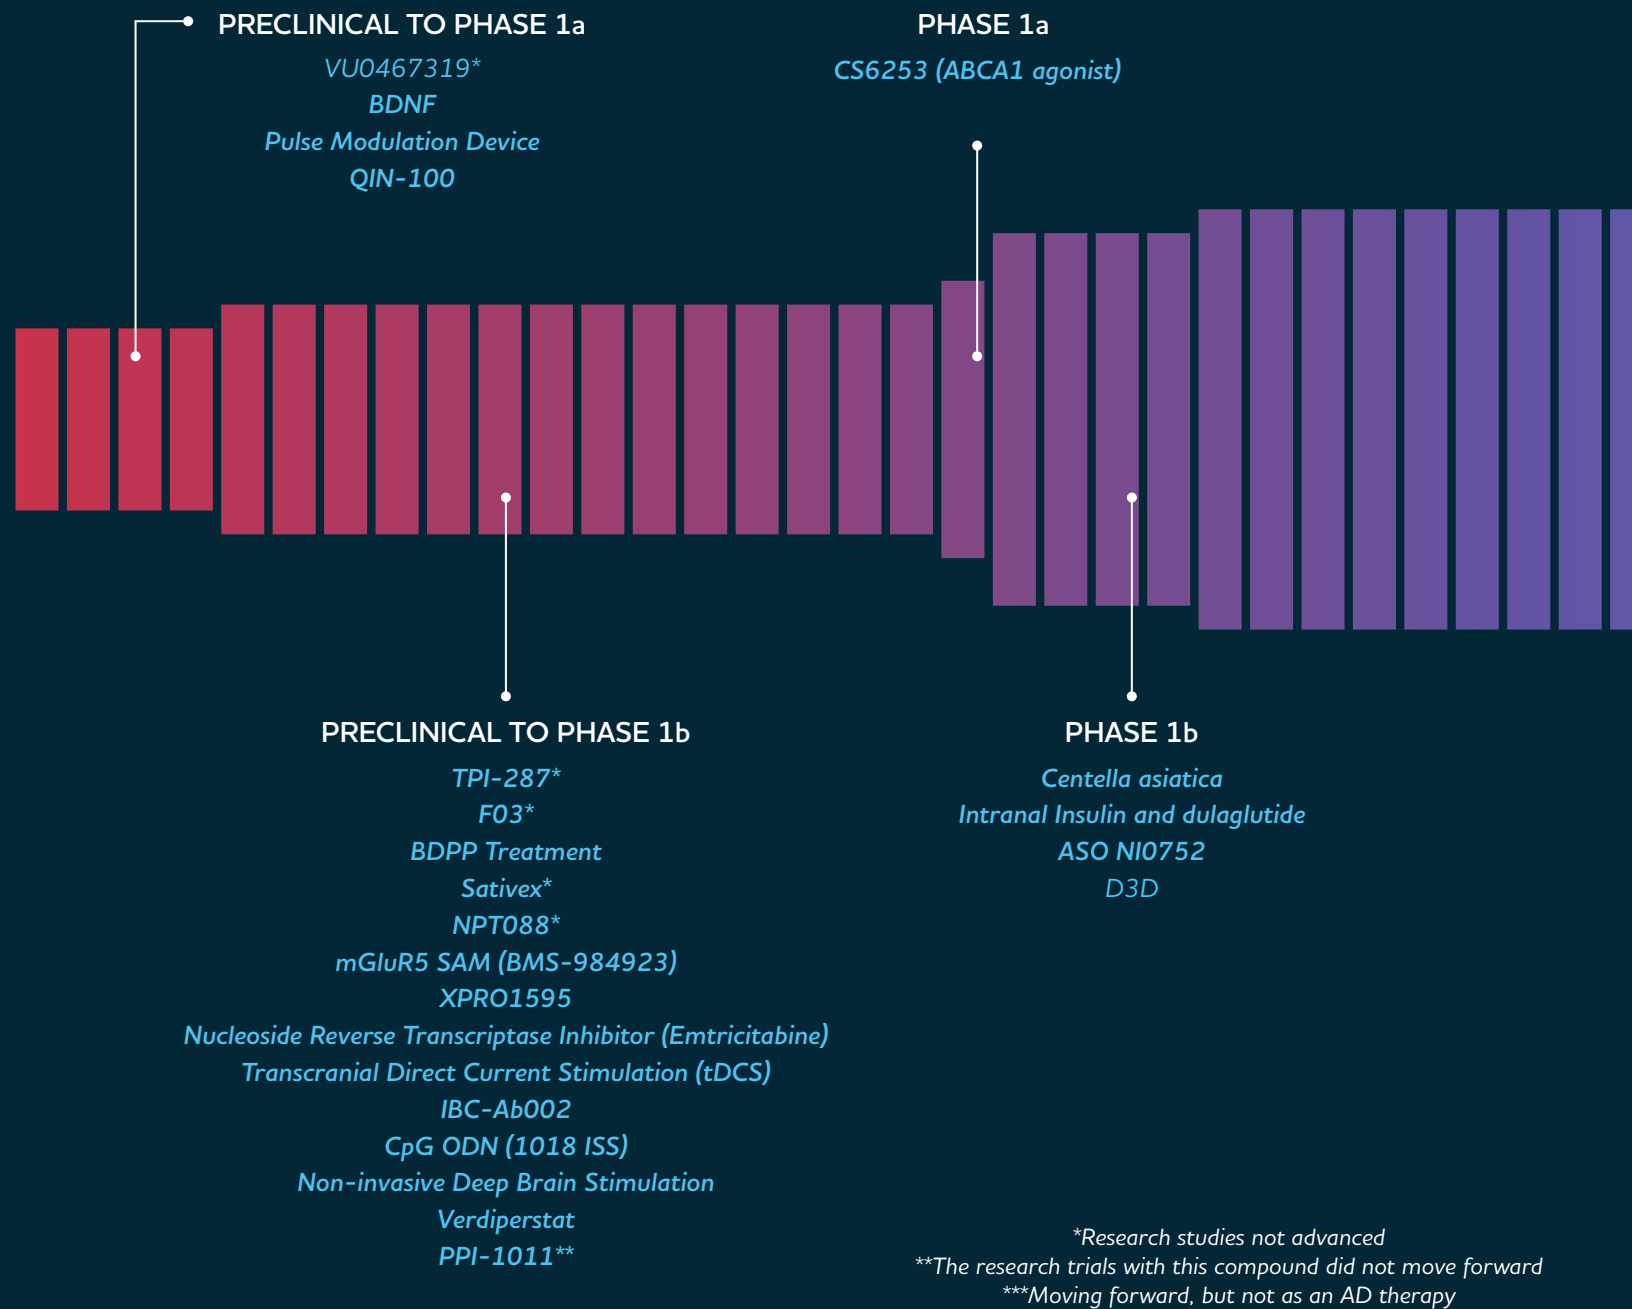 PRECLINICAL TO PHASE 1a
VU0467319*
BDNF
Pulse Modulation Device
QIN-100
PHASE 1a
CS6253 (ABCA1 agonist)
PRECLINICAL TO PHASE 1b
TPI-287*
F03*
BDPP Treatment
Sativex*
NPT088*
mGluR5 SAM (BMS-984923)
XPRO1595
Nucleoside Reverse Transcriptase Inhibitor (Emtricitabine)
Transcranial Direct Current Stimulation (tDCS)
IBC-Ab002
CpG ODN (1018 ISS)
Non-invasive Deep Brain Stimulation
Verdiperstat
PPI-1011**
PHASE 1b
Centella asiatica
Intranal Insulin and dulaglutide
ASO NI0752
D3D
*Research studies not advanced
**The research trials with this compound did not move forward
***Moving forward, but not as an AD therapy